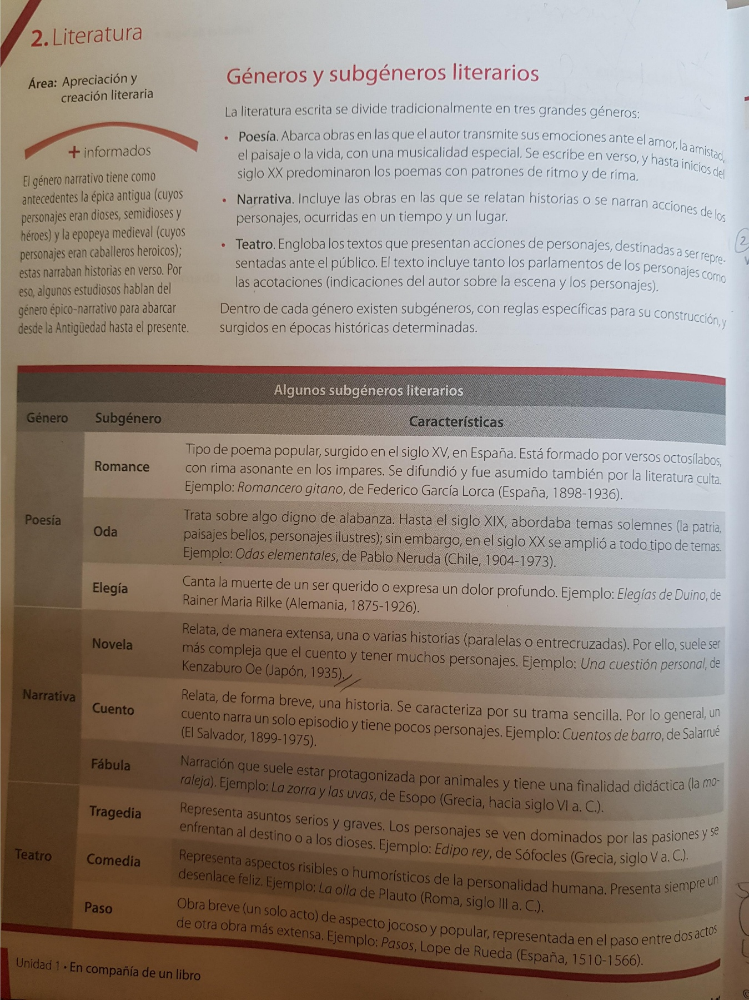 2. Literatura
Área: Apreciación y
creación literaria
+ informados
El género narrativo tiene como
antecedentes la épica antigua (cuyos
personajes eran dioses, semidioses y
héroes) y la epopeya medieval (cuyos
personajes eran caballeros heroicos);
estas narraban historias en verso. Por
eso, algunos estudiosos hablan del
género épico-narrativo para abarcar
desde la Antigüedad hasta el presente.
Géneros y subgéneros literarios
La literatura escrita se divide tradicionalmente en tres grandes géneros:
• Poesía. Abarca obras en las que el autor transmite sus emociones ante el amor, la amistad,
el paisaje o la vida, con una musicalidad especial. Se escribe en verso, y hasta inicios del
siglo XX predominaron los poemas con patrones de ritmo y de rima.
• Narrativa. Incluye las obras en las que se relatan historias o se narran acciones de los
personajes, ocurridas en un tiempo y un lugar.
• Teatro. Engloba los textos que presentan acciones de personajes, destinadas a ser repre-
sentadas ante el público. El texto incluye tanto los parlamentos de los personajes como
las acotaciones (indicaciones del autor sobre la escena y los personajes).
Dentro de cada género existen subgéneros, con reglas específicas para su construcción, y
surgidos en épocas históricas determinadas.
Algunos subgéneros literarios
Género Subgénero Características
Poesía
Romance
Tipo de poema popular, surgido en el siglo XV, en España. Está formado por versos octosílabos,
con rima asonante en los impares. Se difundió y fue asumido también por la literatura culta.
Ejemplo: Romancero gitano, de Federico García Lorca (España, 1898-1936).
Oda
Trata sobre algo digno de alabanza. Hasta el siglo XIX, abordaba temas solemnes (la patria,
paisajes bellos, personajes ilustres); sin embargo, en el siglo XX se amplió a todo tipo de temas.
Ejemplo: Odas elementales, de Pablo Neruda (Chile, 1904-1973).
Elegía
Canta la muerte de un ser querido o expresa un dolor profundo. Ejemplo: Elegías de Duino, de
Rainer Maria Rilke (Alemania, 1875-1926).
Narrativa
Novela
Relata, de manera extensa, una o varias historias (paralelas o entrecruzadas). Por ello, suele ser
más compleja que el cuento y tener muchos personajes. Ejemplo: Una cuestión personal, de
Kenzaburo Oe (Japón, 1935).
Cuento
Relata, de forma breve, una historia. Se caracteriza por su trama sencilla. Por lo general, un
cuento narra un solo episodio y tiene pocos personajes. Ejemplo: Cuentos de barro, de Salarrué
(El Salvador, 1899-1975).
Fábula
Narración que suele estar protagonizada por animales y tiene una finalidad didáctica (la mo-
raleja). Ejemplo: La zorra y las uvas, de Esopo (Grecia, hacia siglo VI a. C.).
Teatro
Tragedia
Representa asuntos serios y graves. Los personajes se ven dominados por las pasiones y se
enfrentan al destino o a los dioses. Ejemplo: Edipo rey, de Sófocles (Grecia, siglo V a. C.).
Comedia
Representa aspectos risibles o humorísticos de la personalidad humana. Presenta siempre un
desenlace feliz. Ejemplo: La olla de Plauto (Roma, siglo III a. C.).
Paso
Obra breve (un solo acto) de aspecto jocoso y popular, representada en el paso entre dos actos
de otra obra más extensa. Ejemplo: Pasos, Lope de Rueda (España, 1510-1566).
Unidad 1 • En compañía de un libro
2